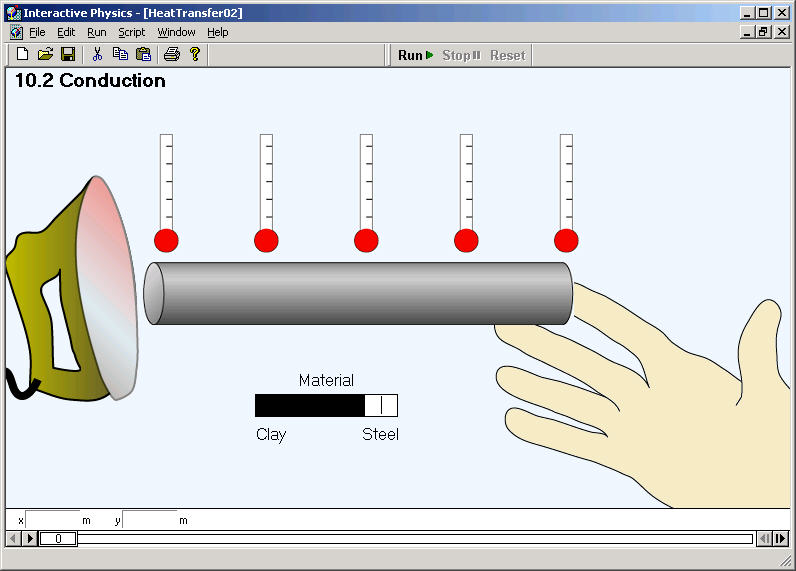 Interactive Physics - [HeatTransfer02]
File Edit Run Script Window Help
Run Stop Reset
10.2 Conduction
Material
Clay Steel
x m y m
0